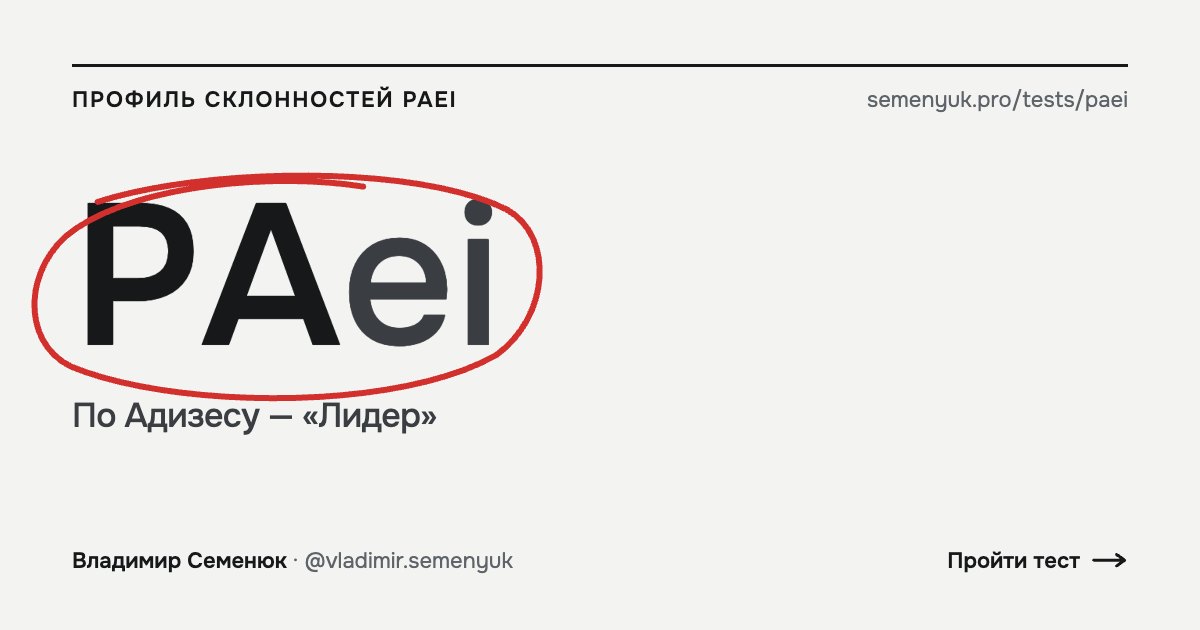 ПРОФИЛЬ СКЛОННОСТЕЙ PAEI
semenyuk.pro/tests/paei
PAei
По Адизесу — «Лидер»
Владимир Семенюк · @vladimir.semenyuk
Пройти тест →